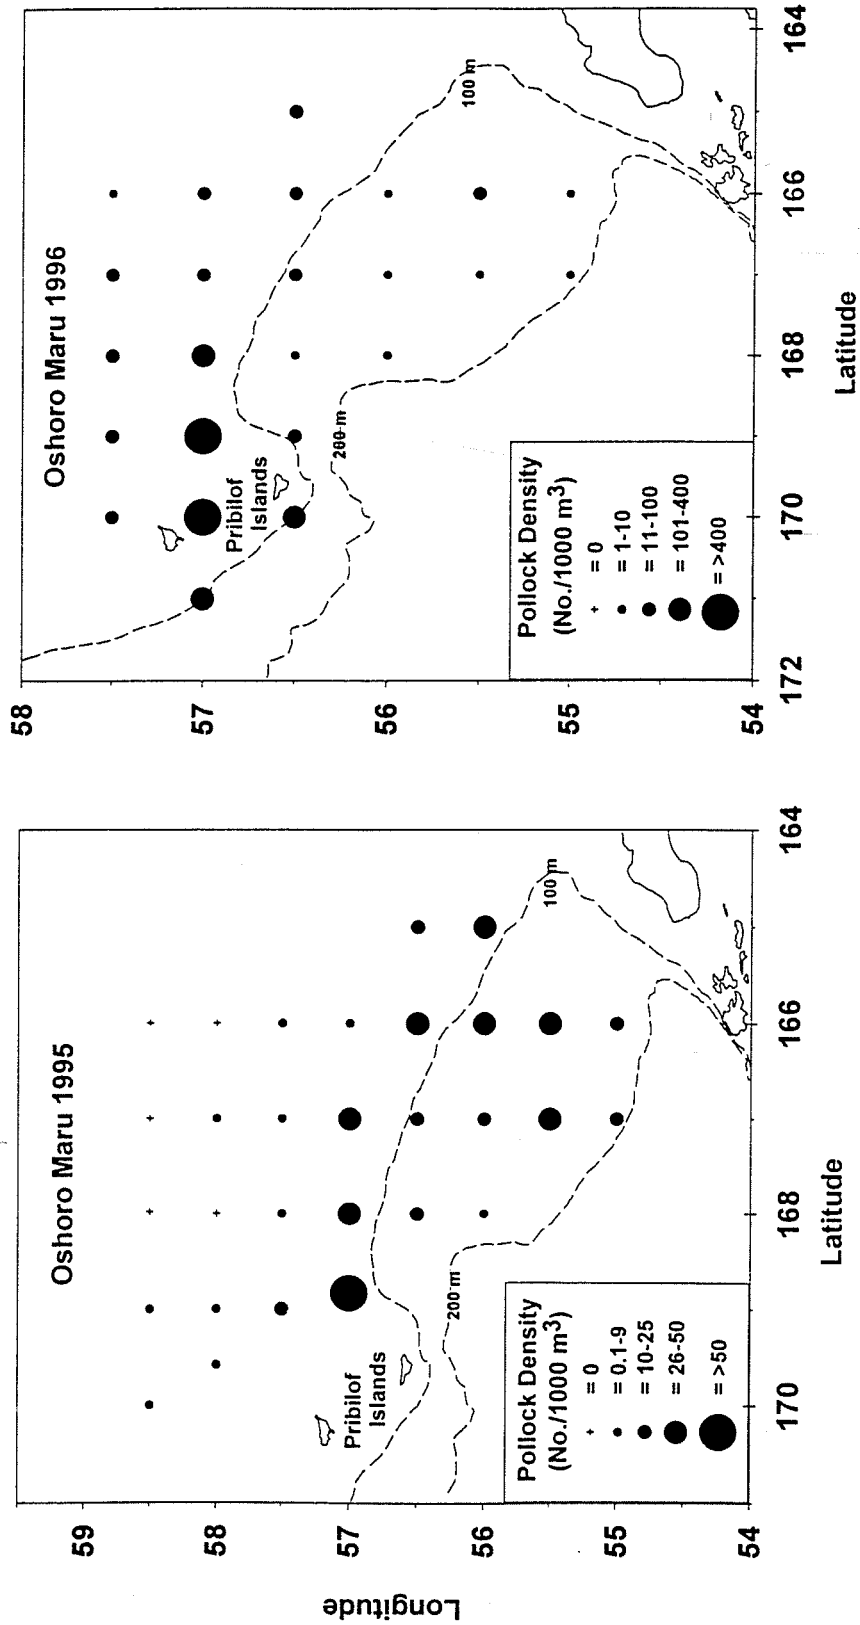 Oshoro Maru 1995
59
58
57
56
55
54
170
168
166
164
Longitude
Latitude
Pribilof
Islands
100 m
200 m
Pollock Density
(No./1000 m³)
+ = 0
= 0.1-9
= 10-25
= 26-50
= >50
Oshoro Maru 1996
58
57
56
55
54
172
170
168
166
164
Latitude
Pribilof
Islands
100 m
200 m
Pollock Density
(No./1000 m³)
+ = 0
= 1-10
= 11-100
= 101-400
= >400